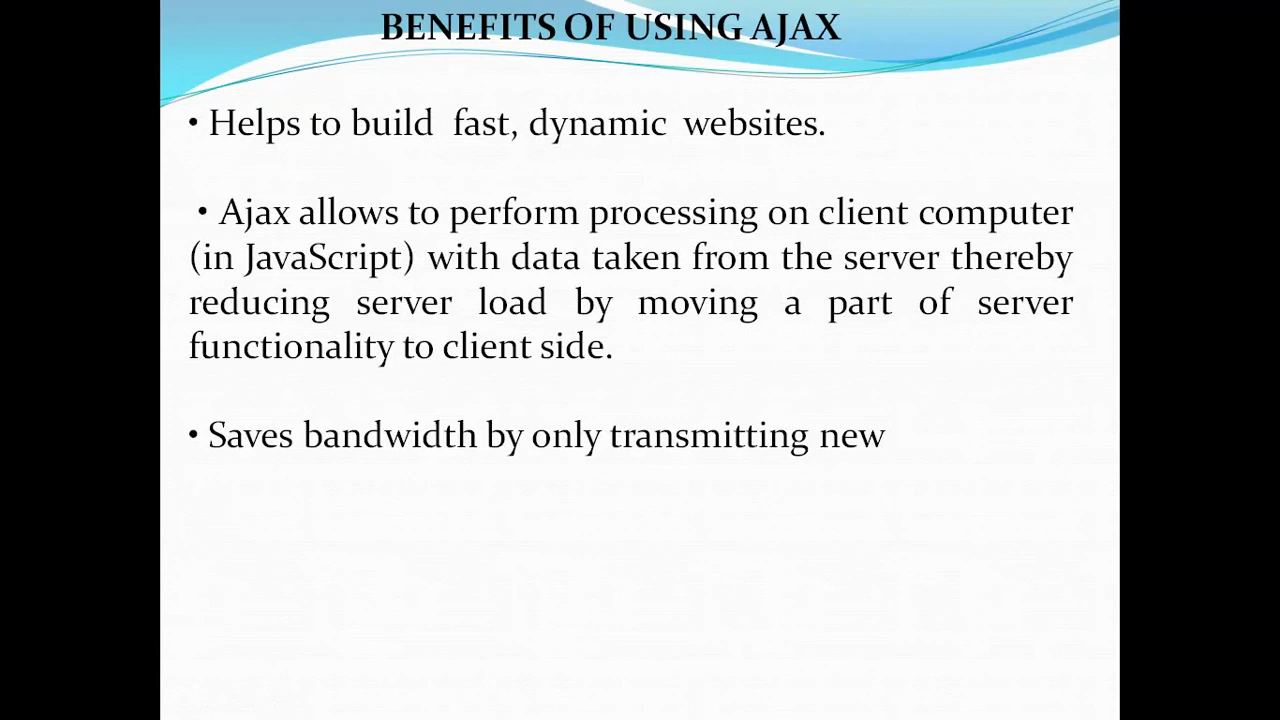 BENEFITS OF USING AJAX
• Helps to build fast, dynamic websites.
• Ajax allows to perform processing on client computer
(in JavaScript) with data taken from the server thereby
reducing server load by moving a part of server
functionality to client side.
• Saves bandwidth by only transmitting new